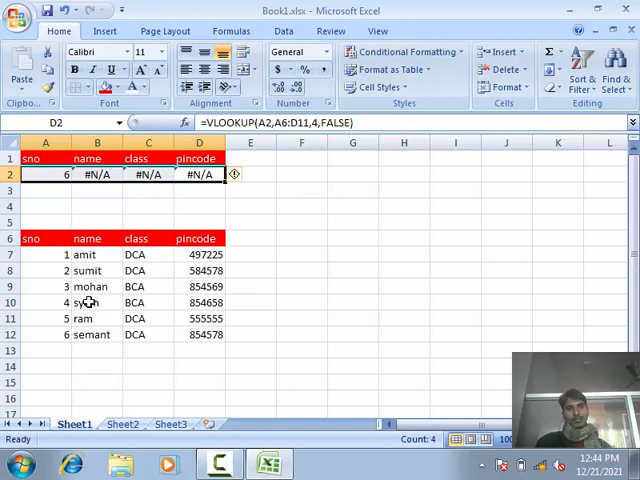 Book1.xlsx - Microsoft Excel
Home Insert Page Layout Formulas Data Review View
Paste Calibri 11 A A General Conditional Formatting Insert Σ
B I U A $ % , Format as Table Delete
Cell Styles Format
Clipboard Font Alignment Number Styles Cells Editing
D2 fx =VLOOKUP(A2,A6:D11,4,FALSE)
A B C D E F G H I J K L
1 sno name class pincode
2 6 #N/A #N/A #N/A
3
4
5
6 sno name class pincode
7 1 amit DCA 497225
8 2 sumit DCA 584578
9 3 mohan BCA 854569
10 4 BCA 854658
11 5 ram DCA 555555
12 6 semant DCA 854578
13
14
15
16
17
Sheet1 Sheet2 Sheet3
Ready Count: 4
12:44 PM
12/21/2021